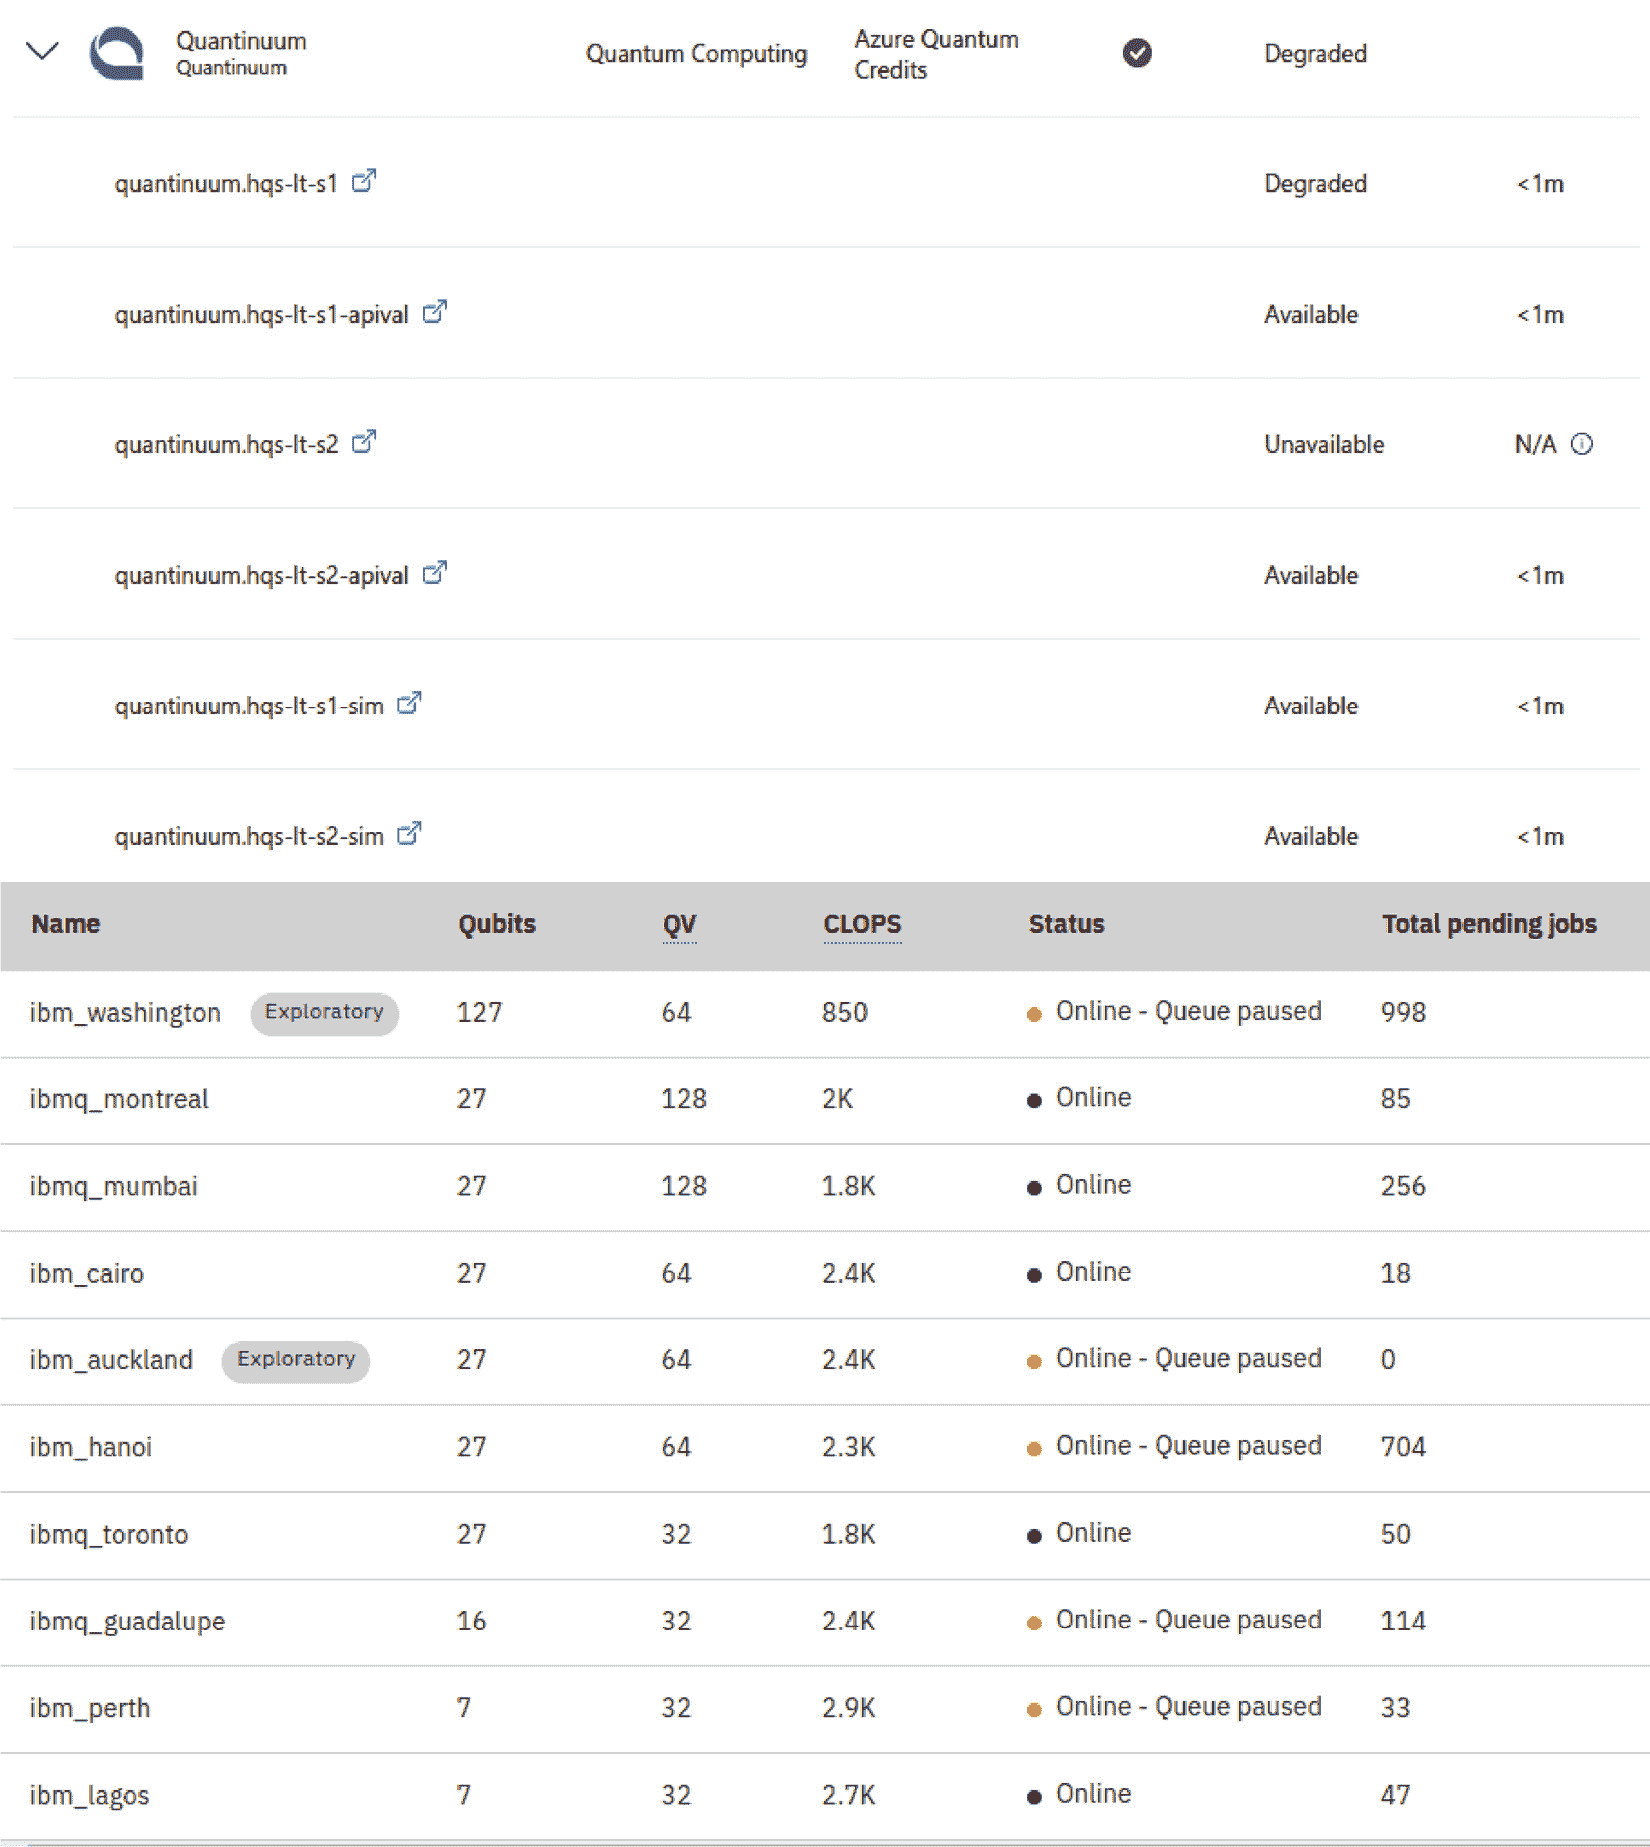 Quantinuum
Quantinuum
Quantum Computing
Azure Quantum
Credits
Degraded
quantinuum.hqs-lt-s1 Degraded <1m
quantinuum.hqs-lt-s1-apival Available <1m
quantinuum.hqs-lt-s2 Unavailable N/A
quantinuum.hqs-lt-s2-apival Available <1m
quantinuum.hqs-lt-s1-sim Available <1m
quantinuum.hqs-lt-s2-sim Available <1m
Name Qubits QV CLOPS Status Total pending jobs
ibm_washington Exploratory 127 64 850 Online - Queue paused 998
ibmq_montreal 27 128 2K Online 85
ibmq_mumbai 27 128 1.8K Online 256
ibm_cairo 27 64 2.4K Online 18
ibm_auckland Exploratory 27 64 2.4K Online - Queue paused 0
ibm_hanoi 27 64 2.3K Online - Queue paused 704
ibmq_toronto 27 32 1.8K Online 50
ibmq_guadalupe 16 32 2.4K Online - Queue paused 114
ibm_perth 7 32 2.9K Online - Queue paused 33
ibm_lagos 7 32 2.7K Online 47